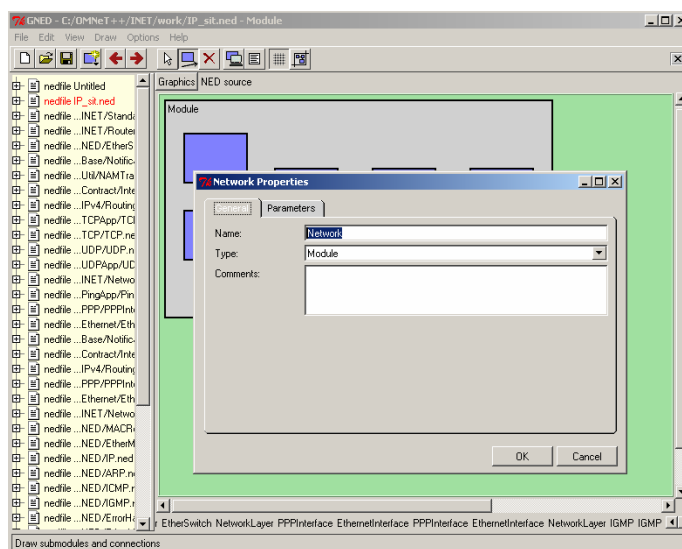 GNED - C:/OMNeT++/INET/work/IP_sit.ned - Module
File Edit View Draw Options Help
Graphics NED source
nedfile Untitled
nedfile IP_sit.ned
nedfile ...INET/Standa
nedfile ...INET/Router
nedfile ...NED/EtherS
nedfile ...Base/Notific
nedfile ...Util/NAMTra
nedfile ...Contract/Inte
nedfile ...IPv4/Routing
nedfile ...TCPApp/TCI
nedfile ...TCP/TCP.ne
nedfile ...UDP/UDP.n
nedfile ...UDPApp/UD
nedfile ...INET/Netwo
nedfile ...PingApp/Pin
nedfile ...PPP/PPPInt
nedfile ...Ethernet/Eth
nedfile ...Base/Notific
nedfile ...Contract/Inte
nedfile ...IPv4/Routing
nedfile ...PPP/PPPInt
nedfile ...Ethernet/Eth
nedfile ...INET/Netwo
nedfile ...NED/MACR
nedfile ...NED/EtherM
nedfile ...NED/IP.ned
nedfile ...NED/ARP.n
nedfile ...NED/ICMP.r
nedfile ...NED/IGMP.r
nedfile ...NED/ErrorH
Module
Network Properties
General Parameters
Name: Network
Type: Module
Comments:
OK Cancel
EtherSwitch NetworkLayer PPPInterface EthernetInterface PPPInterface EthernetInterface NetworkLayer IGMP IGMP
Draw submodules and connections